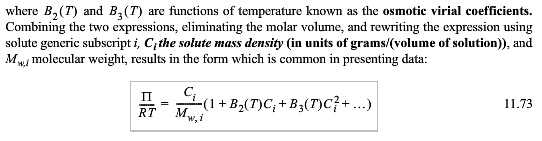 where B₂(T) and B₃(T) are functions of temperature known as the osmotic virial coefficients.
Combining the two expressions, eliminating the molar volume, and rewriting the expression using
solute generic subscript i, Cᵢ the solute mass density (in units of grams/(volume of solution)), and
M_{w,i} molecular weight, results in the form which is common in presenting data:
Π/RT = Cᵢ/M_{w, i} (1 + B₂(T)Cᵢ + B₃(T)Cᵢ² + ...) 11.73